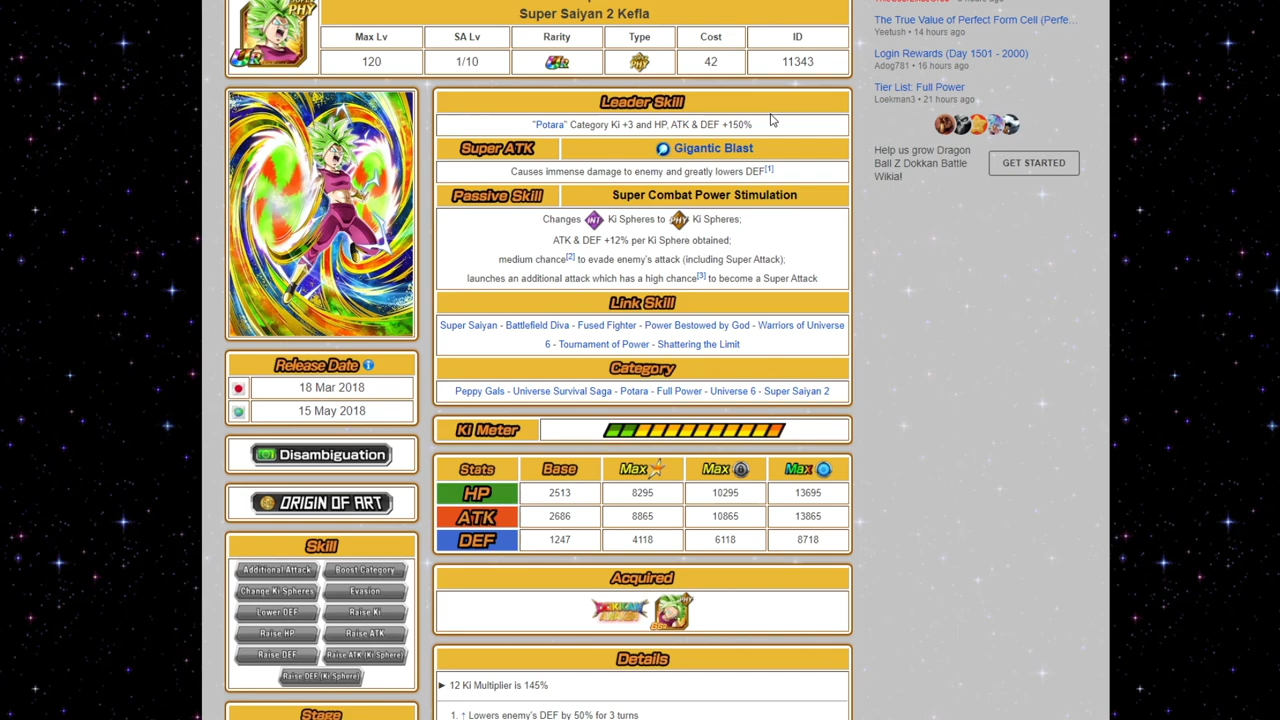 SUPER
PHY
Super Saiyan 2 Kefla
Max Lv SA Lv Rarity Type Cost ID
120 1/10 UR 42 11343
Leader Skill
"Potara" Category Ki +3 and HP, ATK & DEF +150%
Super ATK Gigantic Blast
Causes immense damage to enemy and greatly lowers DEF[1]
Passive Skill Super Combat Power Stimulation
Changes INT Ki Spheres to PHY Ki Spheres;
ATK & DEF +12% per Ki Sphere obtained;
medium chance[2] to evade enemy's attack (including Super Attack);
launches an additional attack which has a high chance[3] to become a Super Attack
Link Skill
Super Saiyan - Battlefield Diva - Fused Fighter - Power Bestowed by God - Warriors of Universe
6 - Tournament of Power - Shattering the Limit
Category
Peppy Gals - Universe Survival Saga - Potara - Full Power - Universe 6 - Super Saiyan 2
Ki Meter
Stats Base Max Max Max
HP 2513 8295 10295 13695
ATK 2686 8865 10865 13865
DEF 1247 4118 6118 8718
Acquired
DOKKAN PHY
Details
► 12 Ki Multiplier is 145%
1. ↑ Lowers enemy's DEF by 50% for 3 turns
Release Date
18 Mar 2018
15 May 2018
Disambiguation
ORIGIN OF ART
Skill
Additional Attack Boost Category
Change Ki Spheres Evasion
Lower DEF Raise Ki
Raise HP Raise ATK
Raise DEF Raise ATK (Ki Sphere)
Raise DEF (Ki Sphere)
Stage
The True Value of Perfect Form Cell (Perfe...
Yeetush • 14 hours ago
Login Rewards (Day 1501 - 2000)
Adog781 • 16 hours ago
Tier List: Full Power
Loekman3 • 21 hours ago
Help us grow Dragon
Ball Z Dokkan Battle
Wikia!
GET STARTED